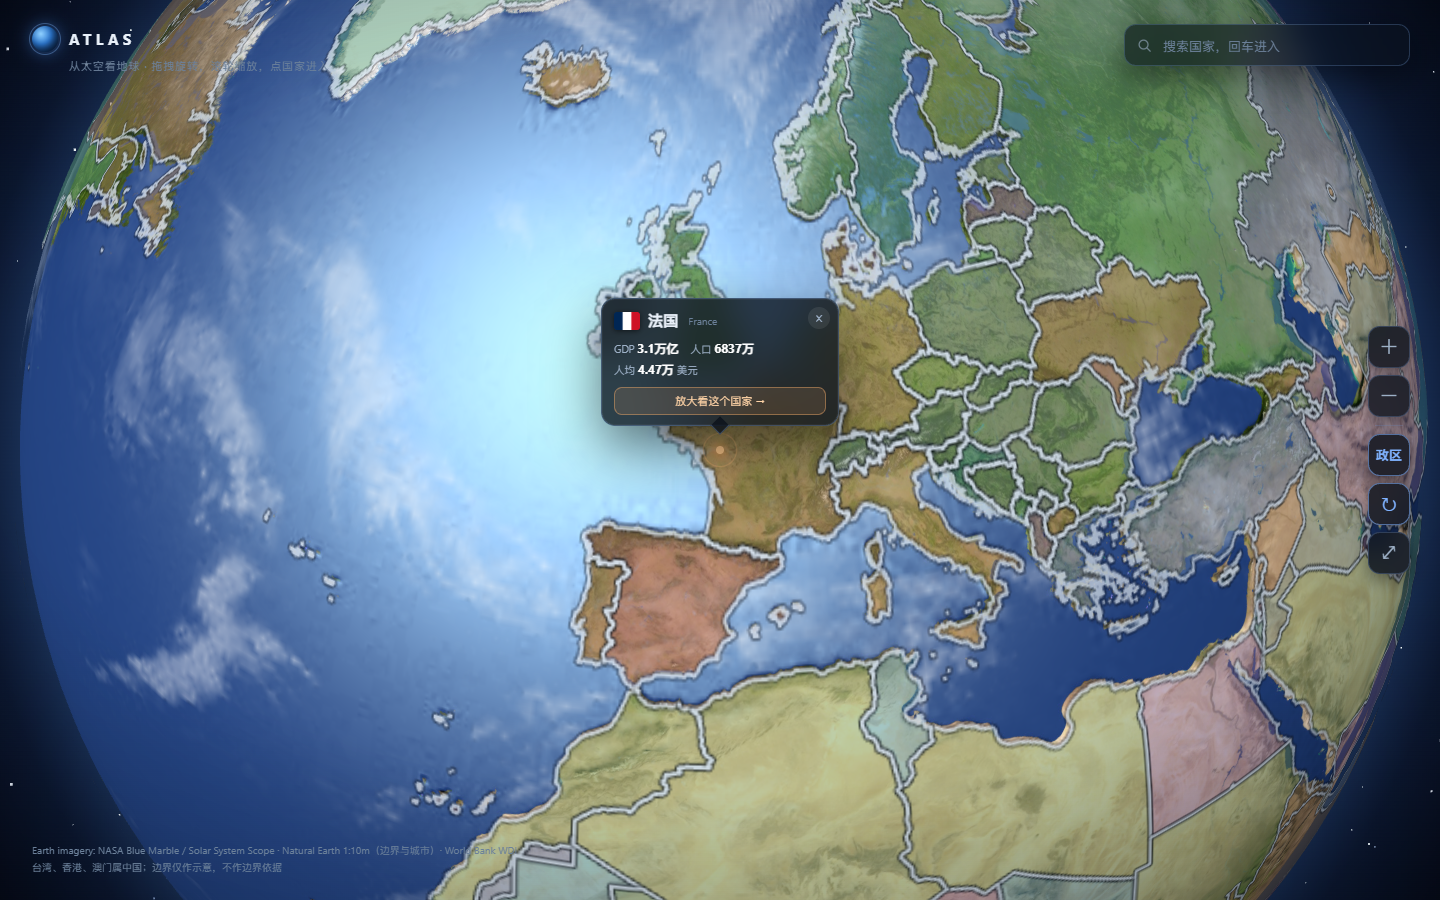 ATLAS
从太空看地球 · 拖拽旋转，滚轮缩放，点国家进入
搜索国家，回车进入
法国 France
×
GDP 3.1万亿 人口 6837万
人均 4.47万 美元
放大看这个国家 →
+
−
政区
↻
⤢
Earth imagery: NASA Blue Marble / Solar System Scope · Natural Earth 1:10m（边界与城市） · World Bank WDI
台湾、香港、澳门属中国；边界仅作示意，不作边界依据